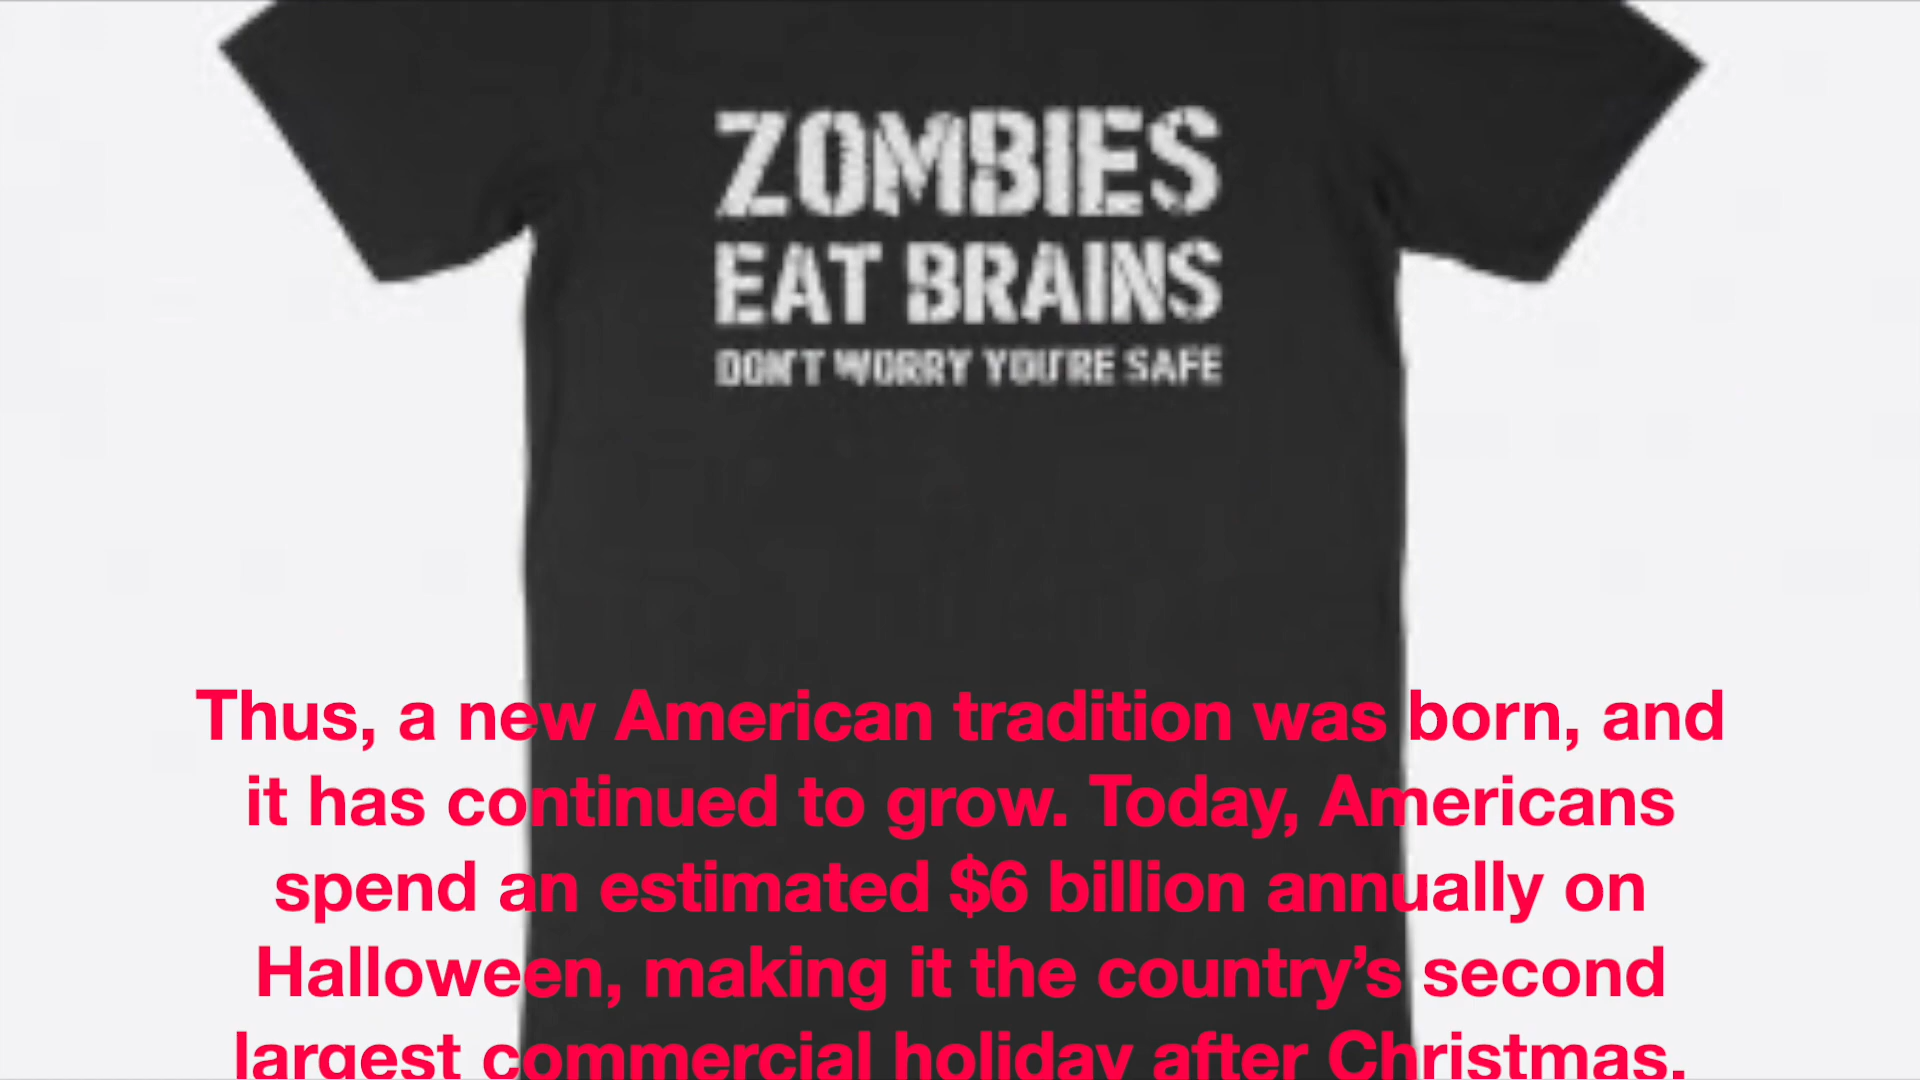 ZOMBIES
EAT BRAINS
DON'T WORRY YOU'RE SAFE
Thus, a new American tradition was born, and
it has continued to grow. Today, Americans
spend an estimated $6 billion annually on
Halloween, making it the country’s second
largest commercial holiday after Christmas.